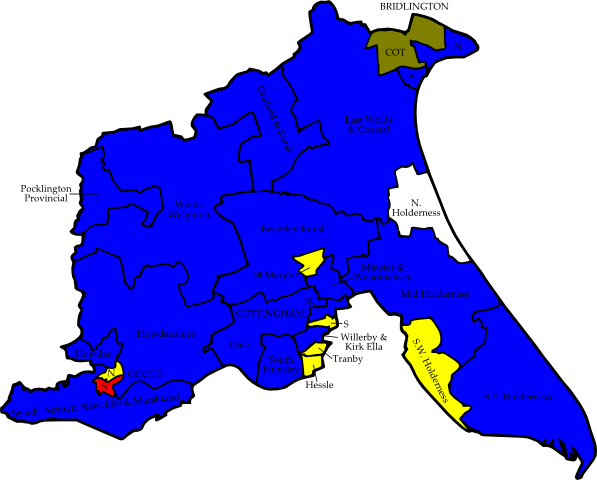 BRIDLINGTON
N
COT
S
Driffield & Rural
East Wolds
& Coastal
Pocklington
Provincial
Wolds
Weighton
N.
Holderness
Beverley Rural
St Mary's
Minster &
Woodmansey
Mid Holderness
N
COTTINGHAM
S
Howdenshire
Willerby &
Kirk Ella
Dale
Howden
South
Hunsley
Tranby
N
GOOLE
S
Hessle
S.W. Holderness
S.E. Holderness
Snaith, Airmyn, Rawcliffe & Marshland